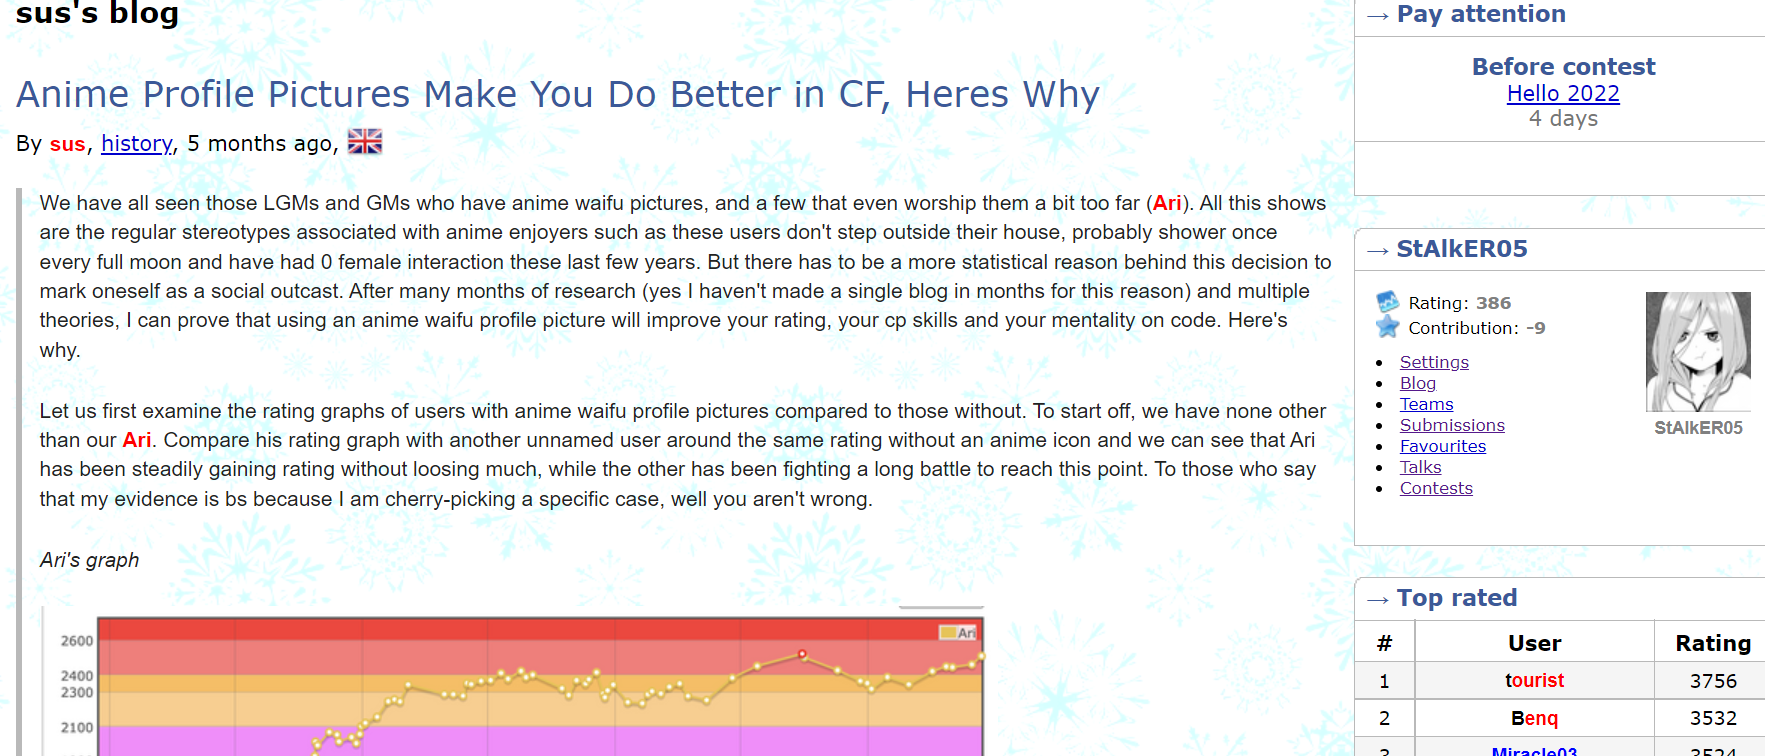 sus's blog
Anime Profile Pictures Make You Do Better in CF, Heres Why
By sus, history, 5 months ago,
We have all seen those LGMs and GMs who have anime waifu pictures, and a few that even worship them a bit too far (Ari). All this shows
are the regular stereotypes associated with anime enjoyers such as these users don't step outside their house, probably shower once
every full moon and have had 0 female interaction these last few years. But there has to be a more statistical reason behind this decision to
mark oneself as a social outcast. After many months of research (yes I haven't made a single blog in months for this reason) and multiple
theories, I can prove that using an anime waifu profile picture will improve your rating, your cp skills and your mentality on code. Here's
why.
Let us first examine the rating graphs of users with anime waifu profile pictures compared to those without. To start off, we have none other
than our Ari. Compare his rating graph with another unnamed user around the same rating without an anime icon and we can see that Ari
has been steadily gaining rating without loosing much, while the other has been fighting a long battle to reach this point. To those who say
that my evidence is bs because I am cherry-picking a specific case, well you aren't wrong.
Ari's graph
Ari
2600
2400
2300
2100
→ Pay attention
Before contest
Hello 2022
4 days
→ StAlkER05
Rating: 386
Contribution: -9
Settings
Blog
Teams
Submissions
Favourites
Talks
Contests
StAlkER05
→ Top rated
# User Rating
1 tourist 3756
2 Benq 3532
3 Miracle03 3524